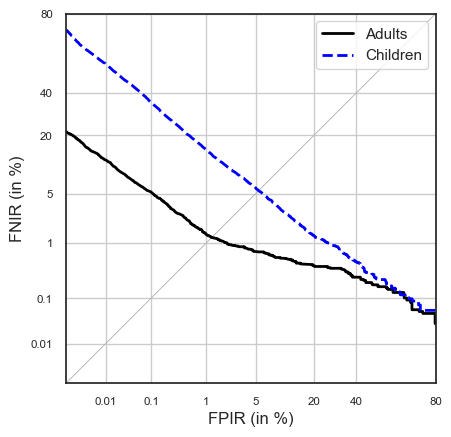 80
Adults
Children
40
20
5
1
0.1
0.01
FNIR (in %)
0.01 0.1 1 5 20 40 80
FPIR (in %)